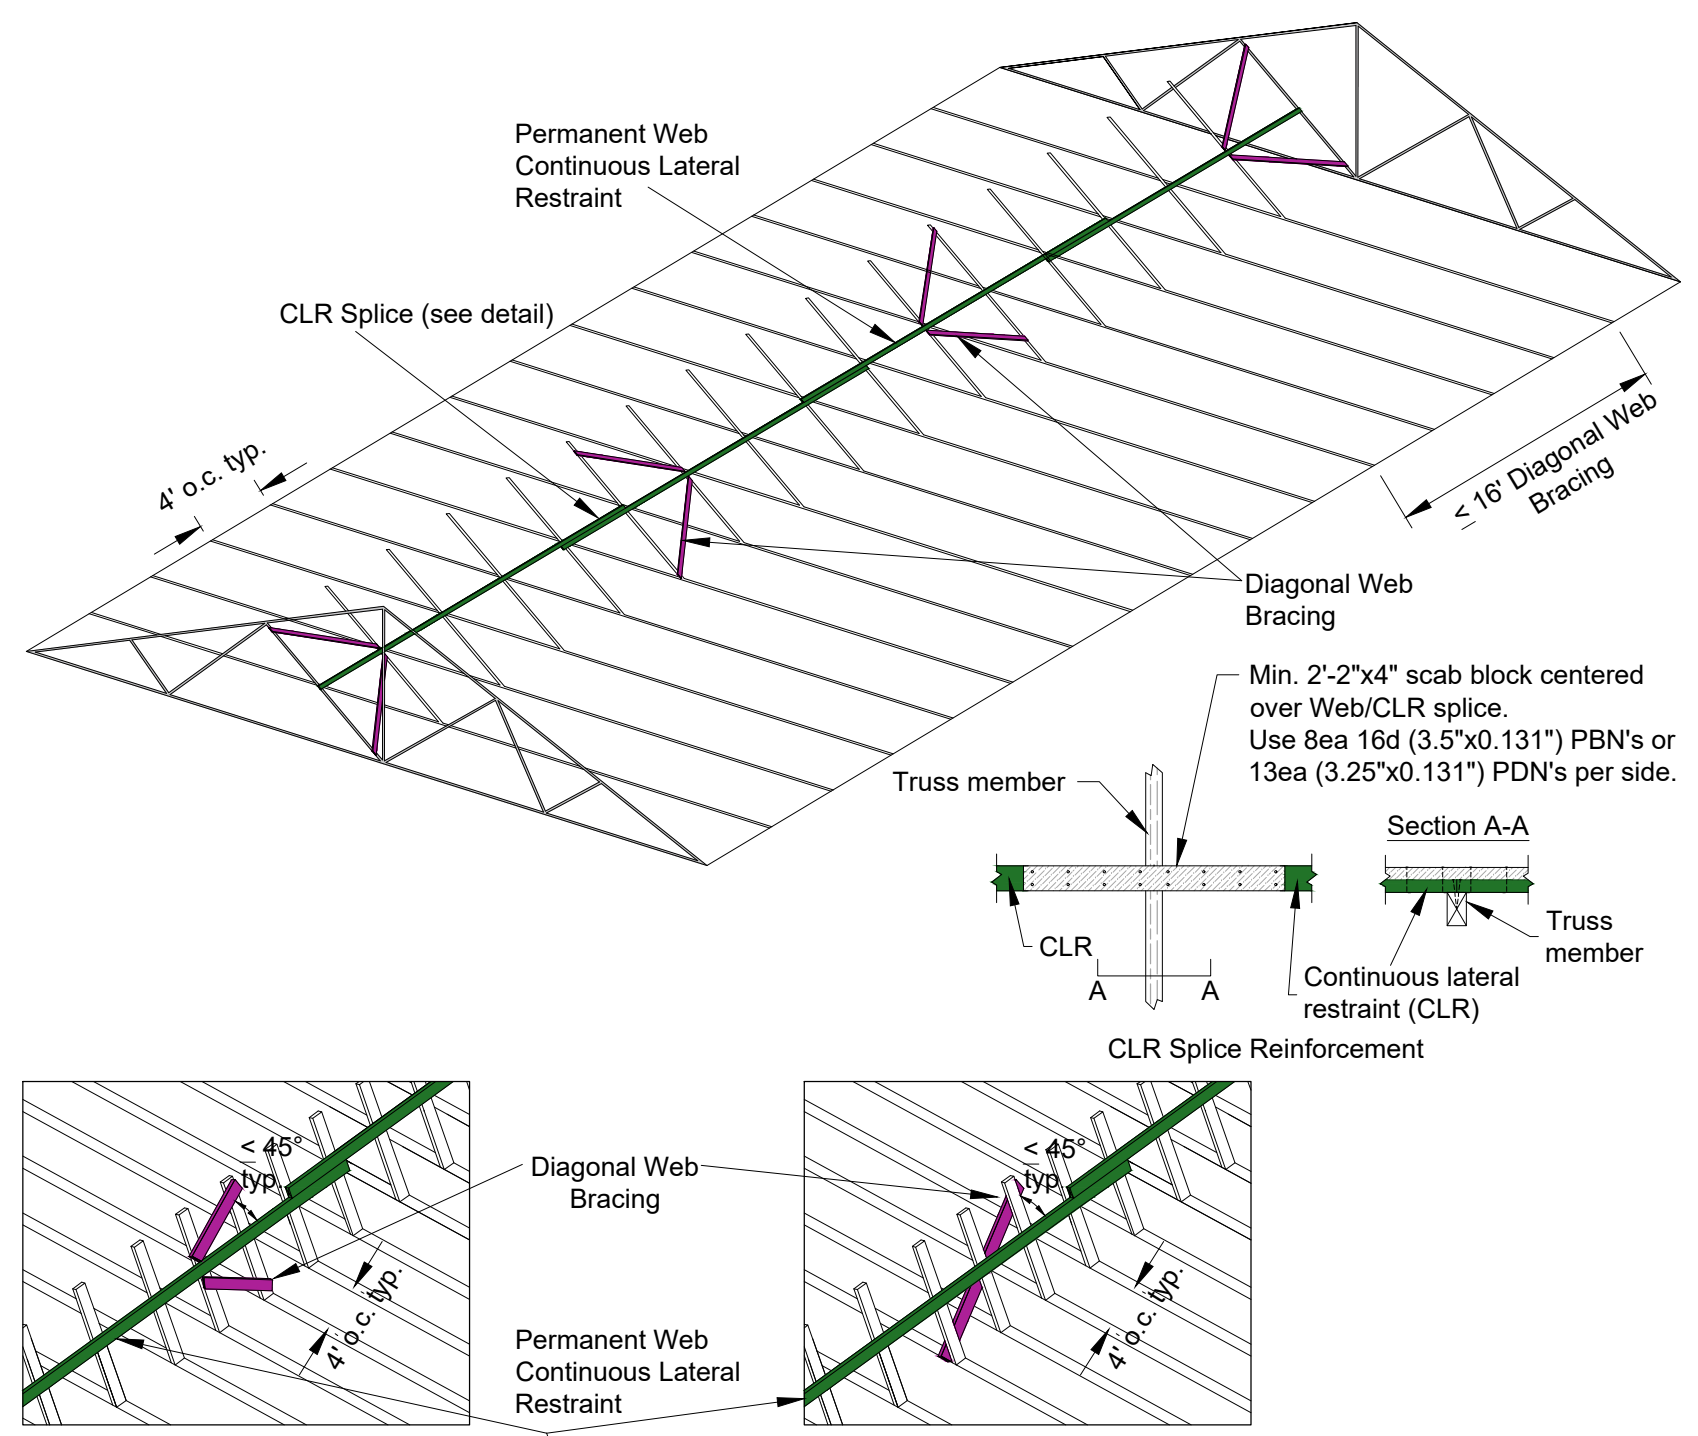 Permanent Web
Continuous Lateral
Restraint
CLR Splice (see detail)
4' o.c. typ.
≤ 16' Diagonal Web
Bracing
Diagonal Web
Bracing
Min. 2'-2"x4" scab block centered
over Web/CLR splice.
Use 8ea 16d (3.5"x0.131") PBN's or
13ea (3.25"x0.131") PDN's per side.
Truss member
Section A-A
CLR
A
A
Truss
member
Continuous lateral
restraint (CLR)
CLR Splice Reinforcement
≤ 45°
typ.
4' o.c. typ.
Diagonal Web
Bracing
≤ 45°
typ.
4' o.c. typ.
Permanent Web
Continuous Lateral
Restraint